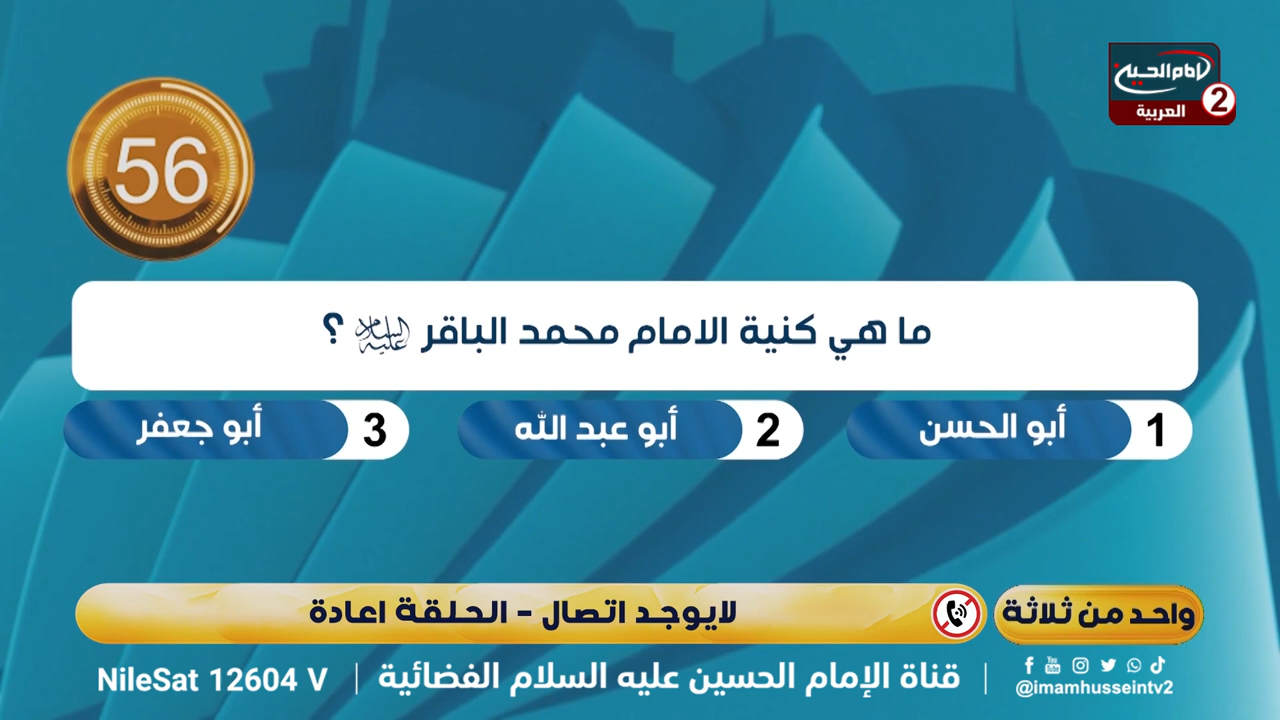 امام الحسين
2
العربية
56
ما هي كنية الامام محمد الباقر عليه السلام ؟
1 أبو الحسن
2 أبو عبد الله
3 أبو جعفر
واحد من ثلاثة
لايوجد اتصال - الحلقة اعادة
@imamhusseintv2
قناة الإمام الحسين عليه السلام الفضائية
NileSat 12604 V